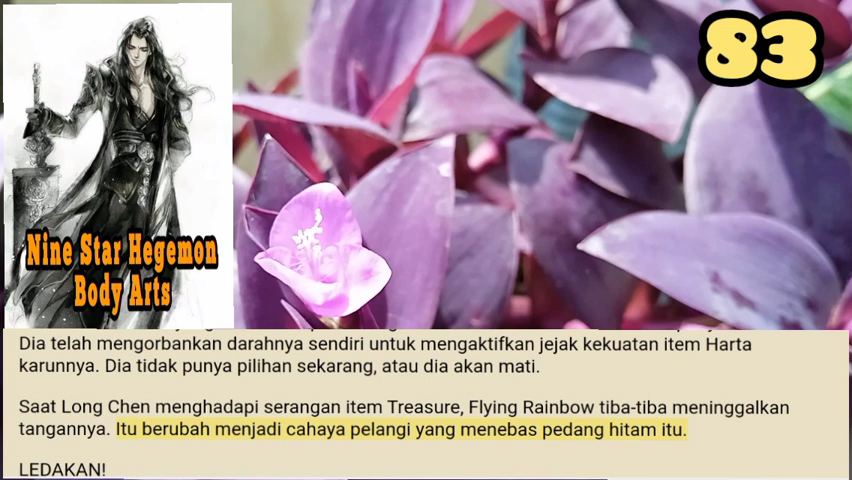 83
Nine Star Hegemon
Body Arts
Dia telah mengorbankan darahnya sendiri untuk mengaktifkan jejak kekuatan item Harta
karunnya. Dia tidak punya pilihan sekarang, atau dia akan mati.
Saat Long Chen menghadapi serangan item Treasure, Flying Rainbow tiba-tiba meninggalkan
tangannya. Itu berubah menjadi cahaya pelangi yang menebas pedang hitam itu.
LEDAKAN!